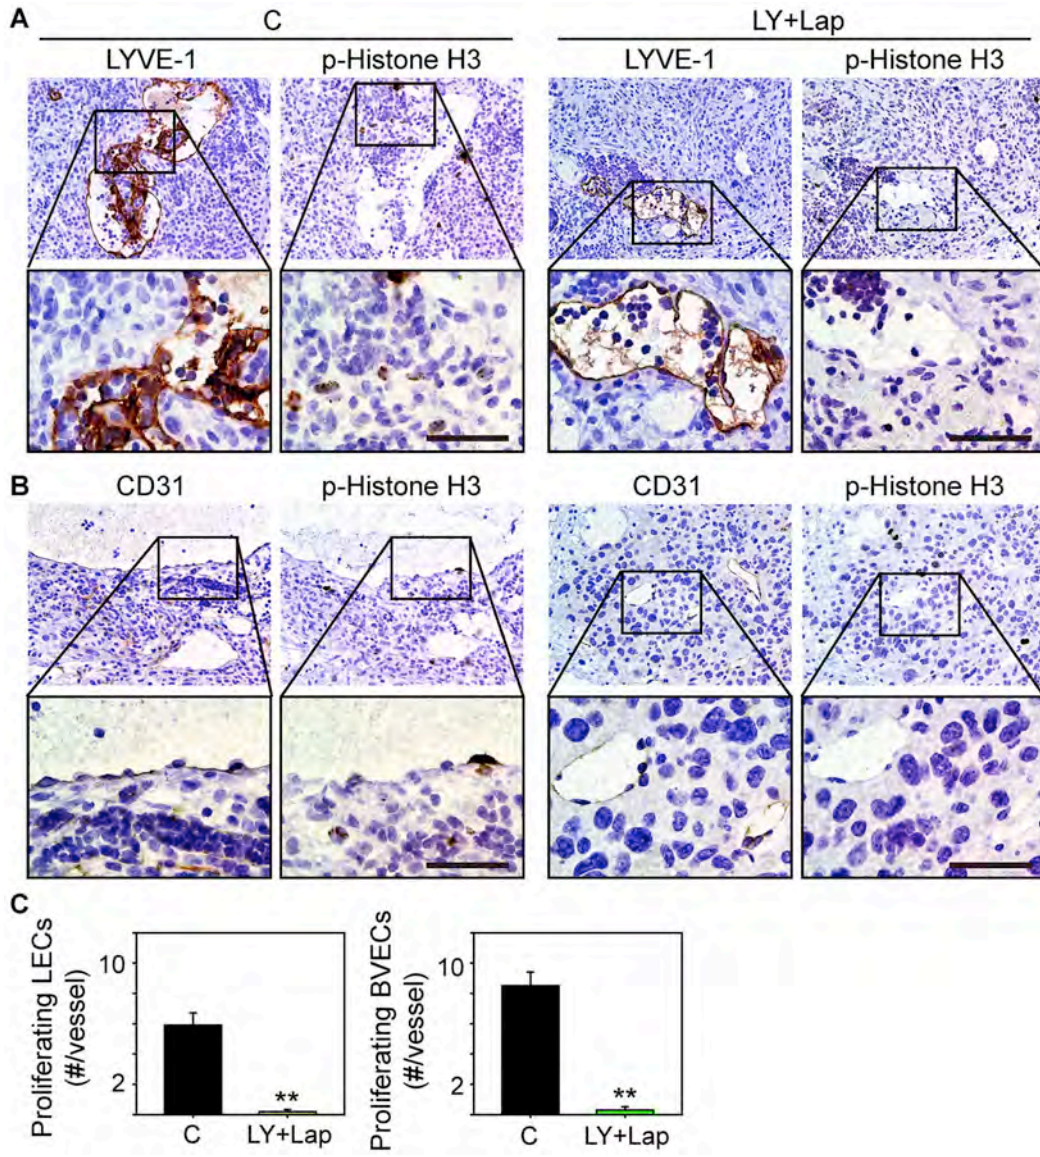 A
C
LY+Lap
LYVE-1
p-Histone H3
LYVE-1
p-Histone H3
B
CD31
p-Histone H3
CD31
p-Histone H3
C
Proliferating LECs
(#/vessel)
10
2
**
C
LY+Lap
Proliferating BVECs
(#/vessel)
10
2
**
C
LY+Lap